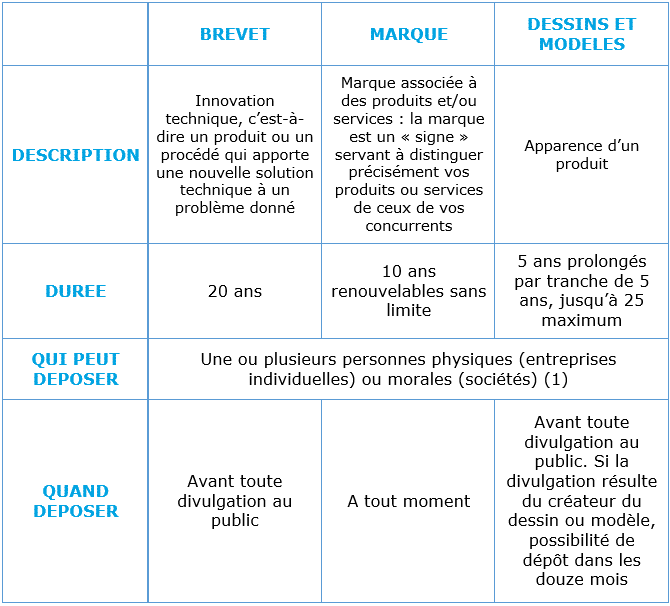 BREVET
MARQUE
DESSINS ET
MODELES
DESCRIPTION
Innovation
technique, c’est-à-
dire un produit ou un
procédé qui apporte
une nouvelle solution
technique à un
problème donné
Marque associée à
des produits et/ou
services : la marque
est un « signe »
servant à distinguer
précisément vos
produits ou services
de ceux de vos
concurrents
Apparence d’un
produit
DUREE
20 ans
10 ans
renouvelables sans
limite
5 ans prolongés
par tranche de 5
ans, jusqu’à 25
maximum
QUI PEUT
DEPOSER
Une ou plusieurs personnes physiques (entreprises
individuelles) ou morales (sociétés) (1)
QUAND
DEPOSER
Avant toute
divulgation au
public
A tout moment
Avant toute
divulgation au
public. Si la
divulgation résulte
du créateur du
dessin ou modèle,
possibilité de
dépôt dans les
douze mois